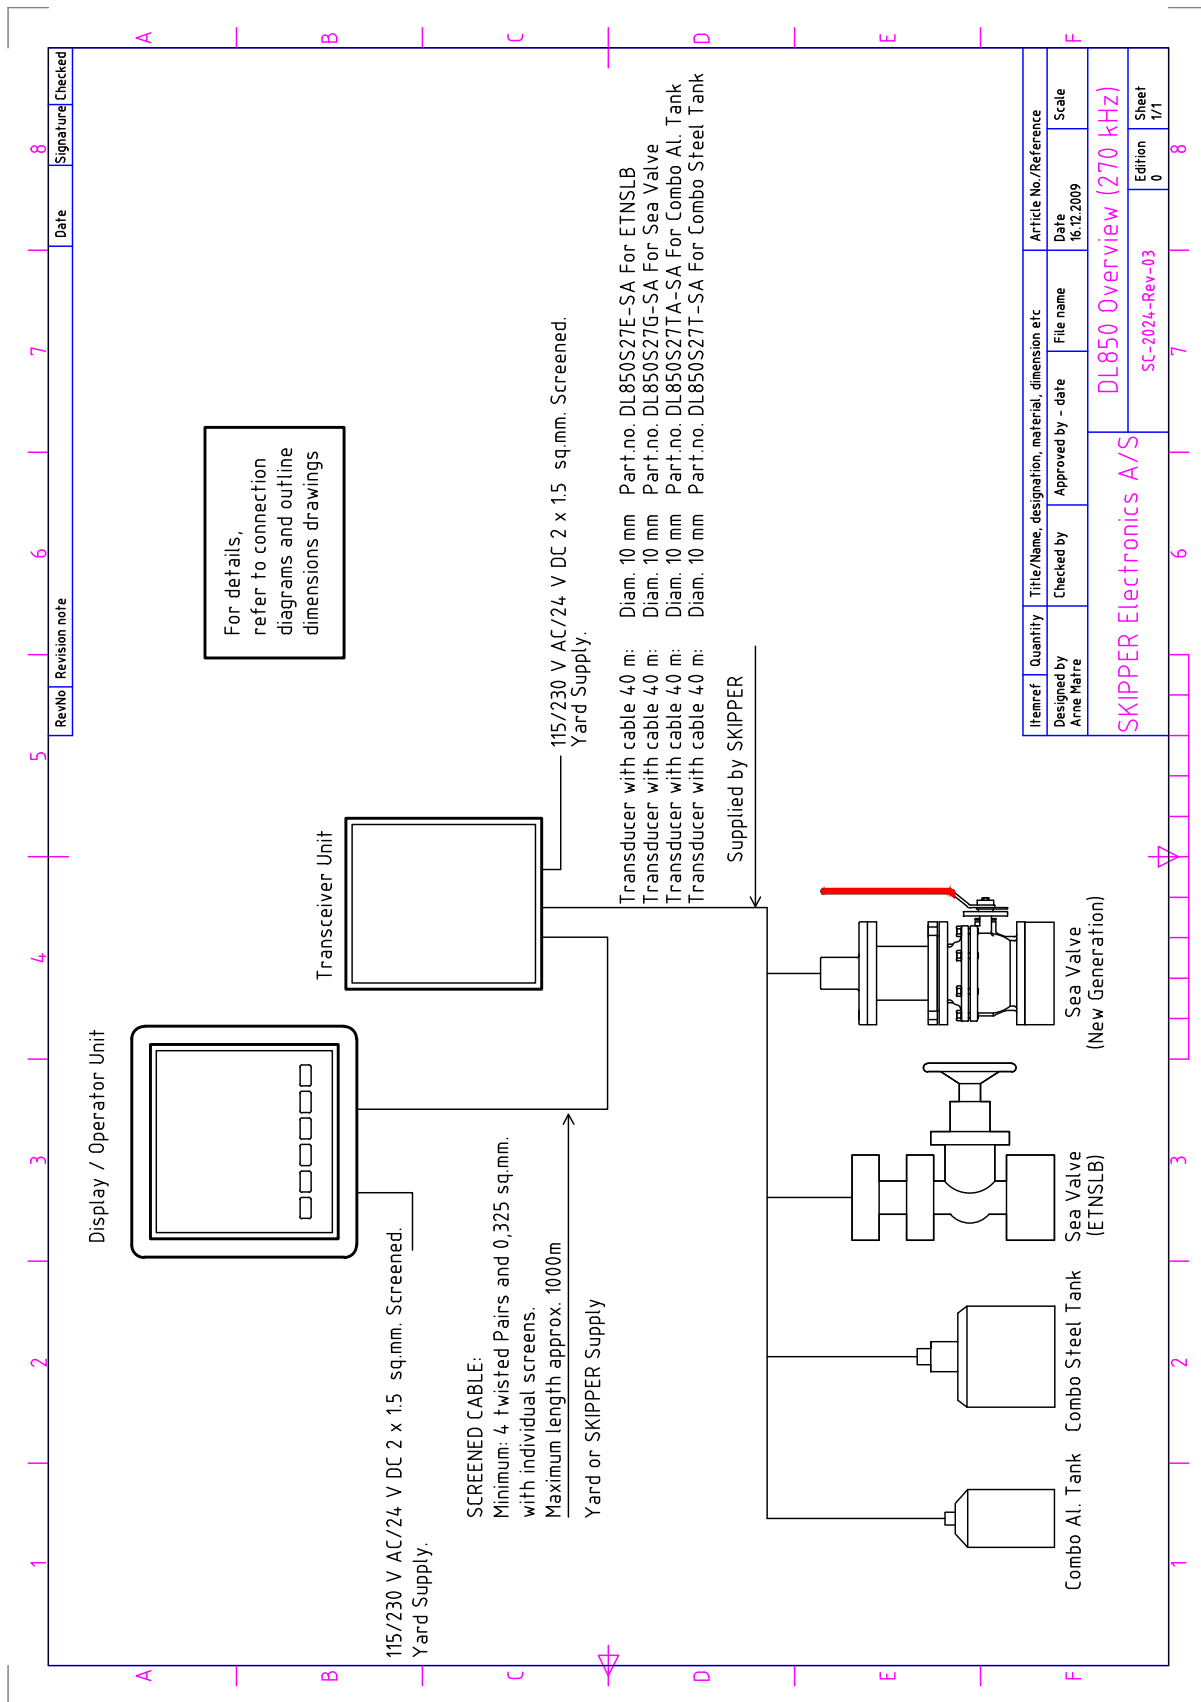 1 2 3 4 5 6 7 8
A
B
C
D
E
F
RevNo Revision note Date Signature Checked
Display / Operator Unit
For details,
refer to connection
diagrams and outline
dimensions drawings
Transceiver Unit
115/230 V AC/24 V DC 2 x 1.5 sq.mm. Screened.
Yard Supply.
SCREENED CABLE:
Minimum: 4 twisted Pairs and 0,325 sq.mm.
with individual screens.
Maximum length approx. 1000m
Yard or SKIPPER Supply
115/230 V AC/24 V DC 2 x 1.5 sq.mm. Screened.
Yard Supply.
Transducer with cable 40 m: Diam. 10 mm Part.no. DL850S27E-SA For ETNSLB
Transducer with cable 40 m: Diam. 10 mm Part.no. DL850S27G-SA For Sea Valve
Transducer with cable 40 m: Diam. 10 mm Part.no. DL850S27TA-SA For Combo Al. Tank
Transducer with cable 40 m: Diam. 10 mm Part.no. DL850S27T-SA For Combo Steel Tank
Supplied by SKIPPER
Combo Al. Tank
Combo Steel Tank
Sea Valve
(ETNSLB)
Sea Valve
(New Generation)
Itemref Quantity Title/Name, designation, material, dimension etc Article No./Reference
Designed by
Arne Matre
Checked by
Approved by - date
File name
Date
16.12.2009
Scale
SKIPPER Electronics A/S
DL850 Overview (270 kHz)
SC-2024-Rev-03
Edition
0
Sheet
1/1
A
B
C
D
E
F
1 2 3 4 5 6 7 8